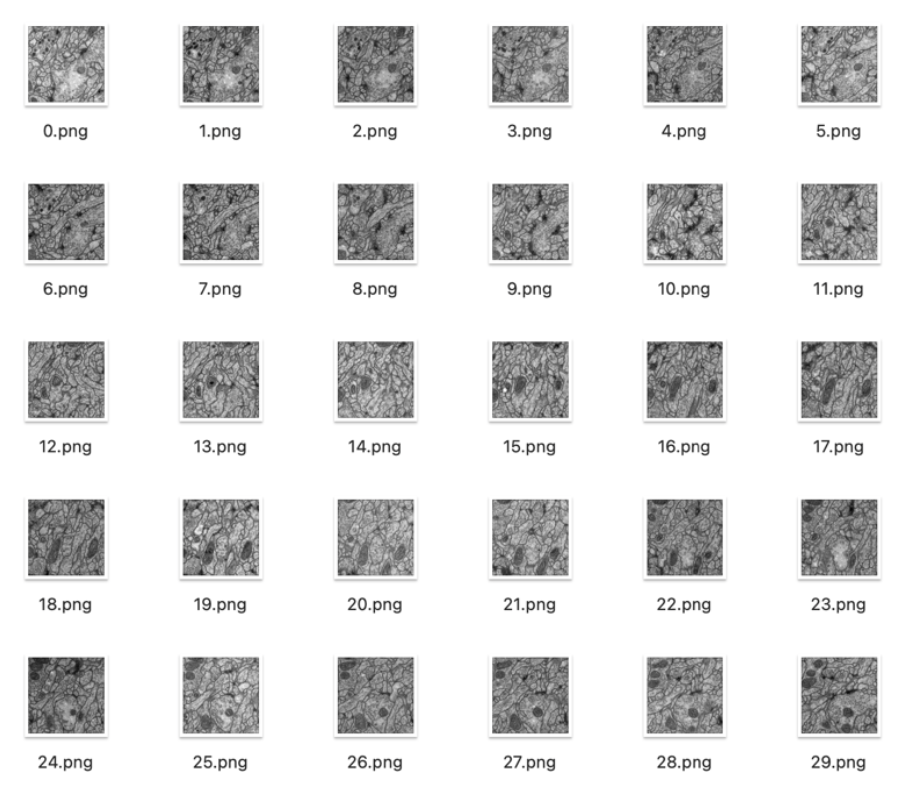 0.png 1.png 2.png 3.png 4.png 5.png
6.png 7.png 8.png 9.png 10.png 11.png
12.png 13.png 14.png 15.png 16.png 17.png
18.png 19.png 20.png 21.png 22.png 23.png
24.png 25.png 26.png 27.png 28.png 29.png